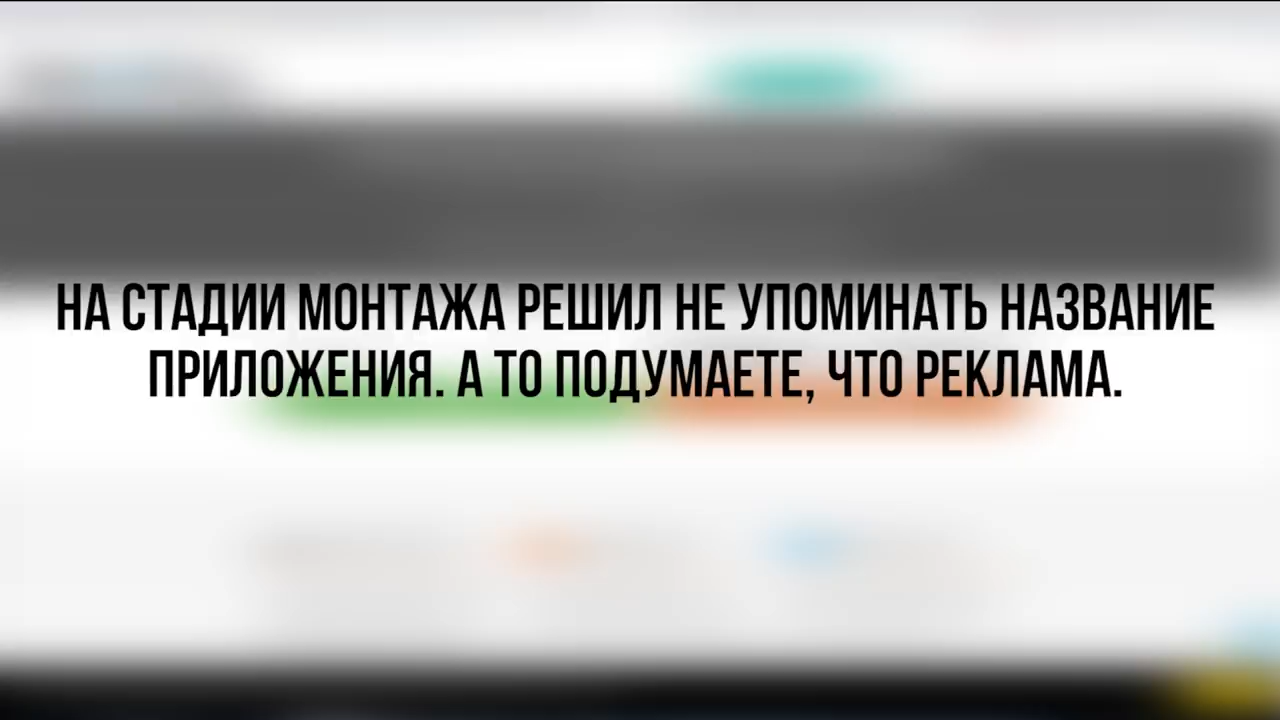 НА СТАДИИ МОНТАЖА РЕШИЛ НЕ УПОМИНАТЬ НАЗВАНИЕ
ПРИЛОЖЕНИЯ. А ТО ПОДУМАЕТЕ, ЧТО РЕКЛАМА.